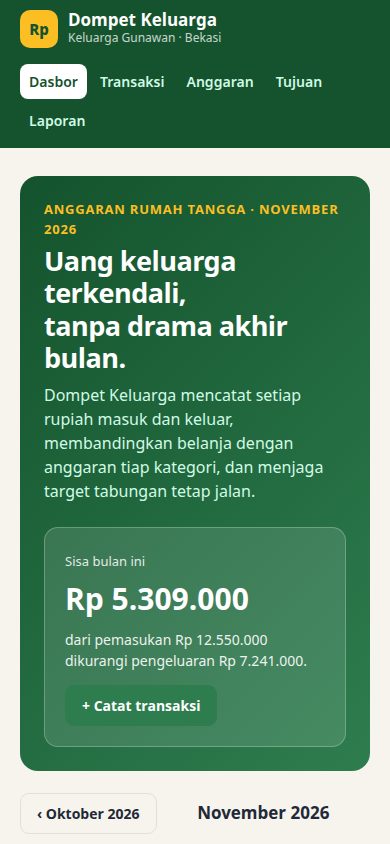 Rp
Dompet Keluarga
Keluarga Gunawan · Bekasi
Dasbor
Transaksi
Anggaran
Tujuan
Laporan
ANGGARAN RUMAH TANGGA · NOVEMBER
2026
Uang keluarga
terkendali,
tanpa drama akhir
bulan.
Dompet Keluarga mencatat setiap
rupiah masuk dan keluar,
membandingkan belanja dengan
anggaran tiap kategori, dan menjaga
target tabungan tetap jalan.
Sisa bulan ini
Rp 5.309.000
dari pemasukan Rp 12.550.000
dikurangi pengeluaran Rp 7.241.000.
+ Catat transaksi
‹ Oktober 2026
November 2026